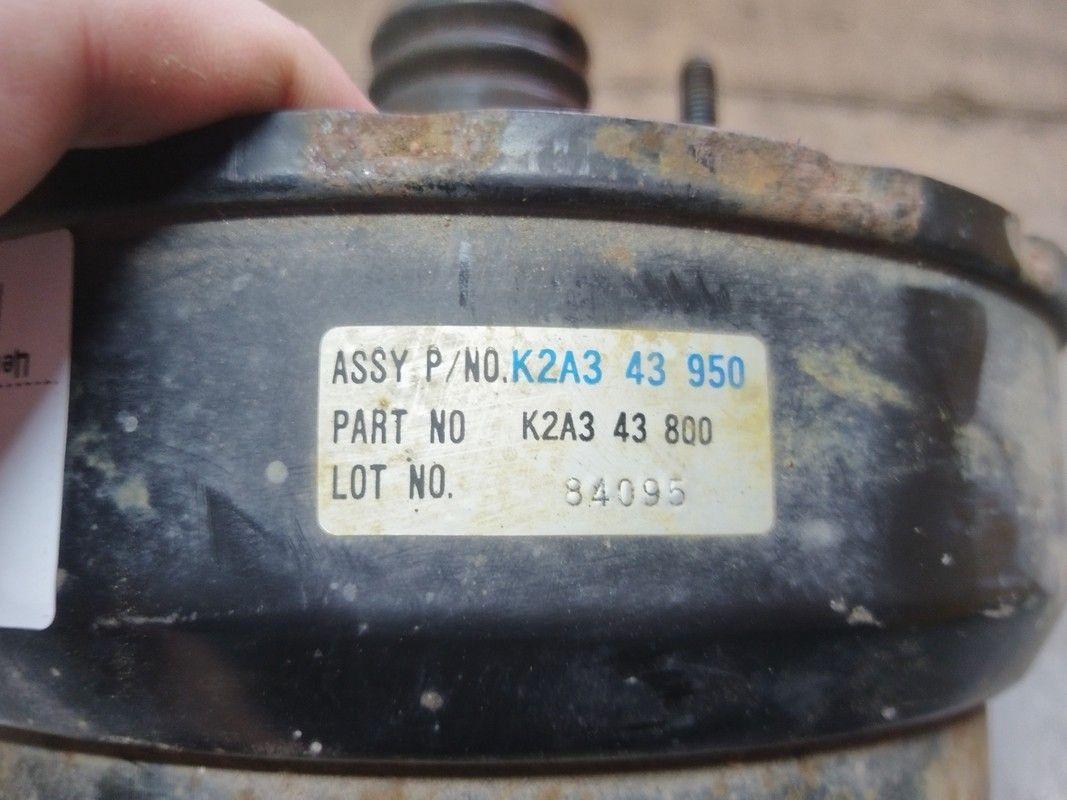 ASSY P/NO. K2A3 43 950
PART NO K2A3 43 800
LOT NO. 84095